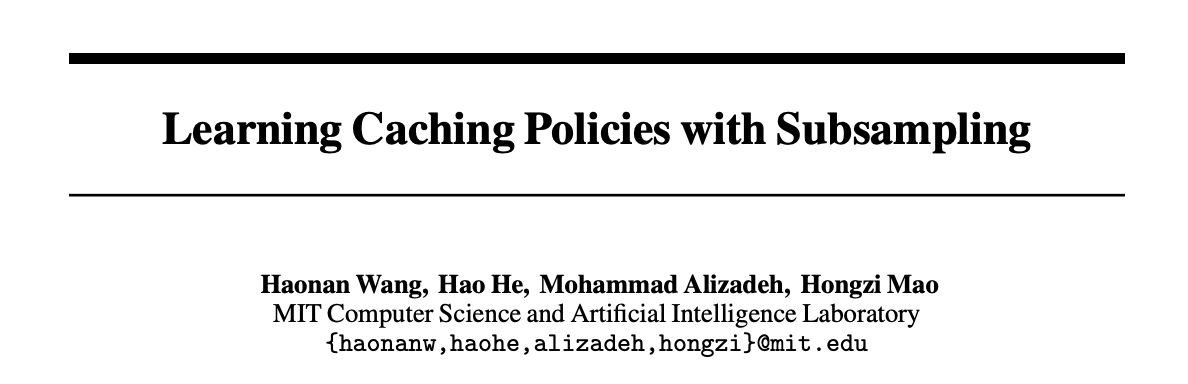 Learning Caching Policies with Subsampling
Haonan Wang, Hao He, Mohammad Alizadeh, Hongzi Mao
MIT Computer Science and Artificial Intelligence Laboratory
{haonanw,haohe,alizadeh,hongzi}@mit.edu